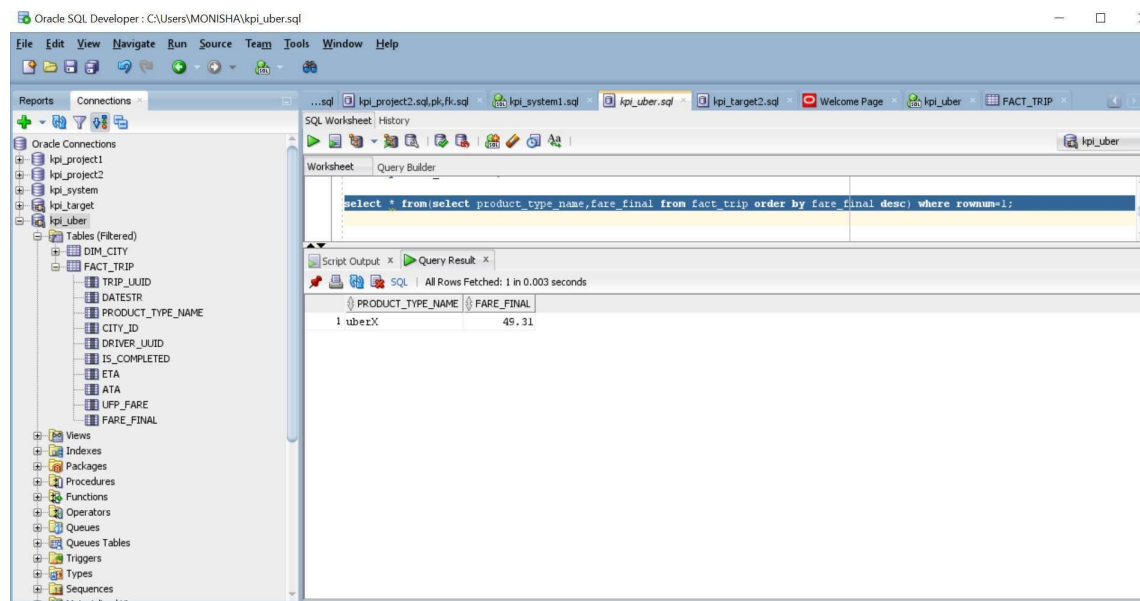 Oracle SQL Developer : C:\Users\MONISHA\kpi_uber.sql
File Edit View Navigate Run Source Team Tools Window Help
Reports Connections
...sql kpi_project2.sql,pk,fk.sql kpi_system1.sql kpi_uber.sql kpi_target2.sql Welcome Page kpi_uber FACT_TRIP
SQL Worksheet History
kpi_uber
Worksheet Query Builder
select * from(select product_type_name,fare_final from fact_trip order by fare_final desc) where rownum=1;
Script Output Query Result
SQL | All Rows Fetched: 1 in 0.003 seconds
PRODUCT_TYPE_NAME FARE_FINAL
1 uberX 49.31
Oracle Connections
kpi_project1
kpi_project2
kpi_system
kpi_target
kpi_uber
Tables (Filtered)
DIM_CITY
FACT_TRIP
TRIP_UUID
DATESTR
PRODUCT_TYPE_NAME
CITY_ID
DRIVER_UUID
IS_COMPLETED
ETA
ATA
UFP_FARE
FARE_FINAL
Views
Indexes
Packages
Procedures
Functions
Operators
Queues
Queues Tables
Triggers
Types
Sequences